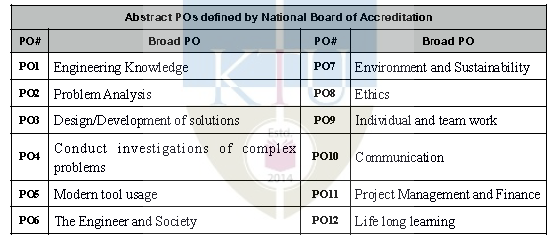 Abstract POs defined by National Board of Accreditation
PO# Broad PO PO# Broad PO
PO1 Engineering Knowledge PO7 Environment and Sustainability
PO2 Problem Analysis PO8 Ethics
PO3 Design/Development of solutions PO9 Individual and team work
PO4 Conduct investigations of complex problems PO10 Communication
PO5 Modern tool usage PO11 Project Management and Finance
PO6 The Engineer and Society PO12 Life long learning
KTU
Estd
2014